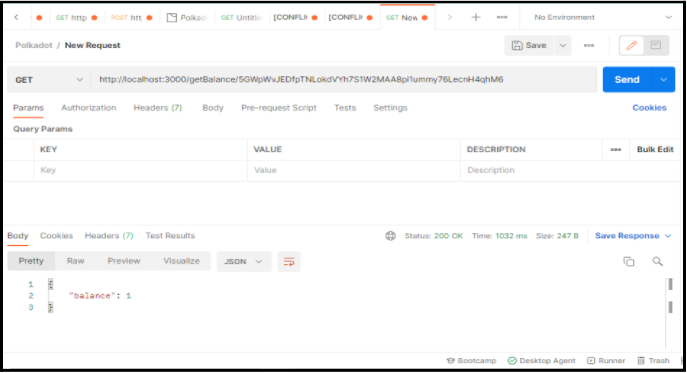 GET http POST htt Polkad GET Untitle [CONFLI [CONFLI GET New No Environment
Polkadot / New Request Save
GET http://localhost:3000/getBalance/
Send
Params Authorization Headers (7) Body Pre-request Script Tests Settings Cookies
Query Params
KEY VALUE DESCRIPTION Bulk Edit
Key Value Description
Body Cookies Headers (7) Test Results Status: 200 OK Time: 1032 ms Size: 247 B Save Response
Pretty Raw Preview Visualize JSON
1 {
2 "balance": 1
3 }
Bootcamp Desktop Agent Runner Trash